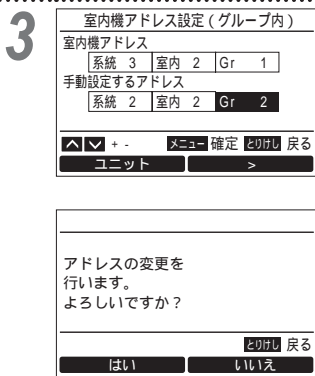 3
室内機アドレス設定(グループ内)
室内機アドレス
系統 3 室内 2 Gr 1
手動設定するアドレス
系統 2 室内 2 Gr 2
+ - メニュー 確定 とりけし 戻る
ユニット >
アドレスの変更を
行います。
よろしいですか?
とりけし 戻る
はい いいえ